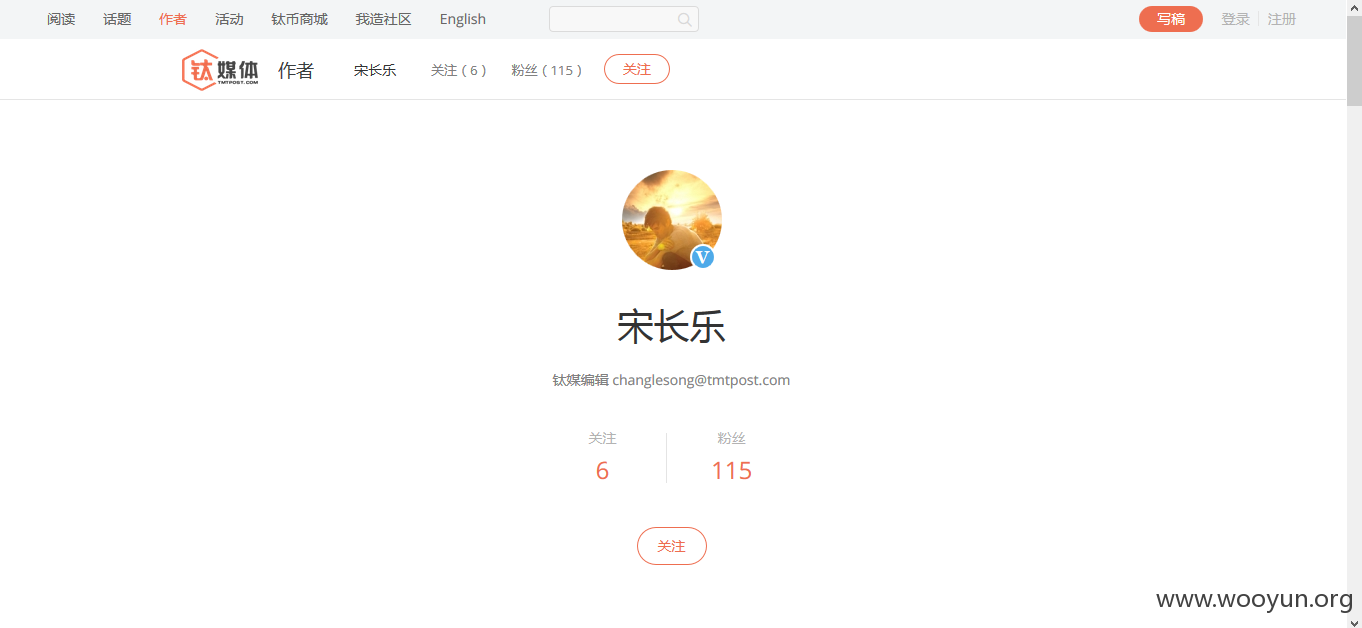 阅读 话题 作者 活动 钛币商城 我造社区 English 写稿 登录 注册
钛媒体 TMTPOST.COM 作者 宋长乐 关注 ( 6 ) 粉丝 ( 115 ) 关注
V
宋长乐
钛媒编辑 changlesong@tmtpost.com
关注 粉丝
6 115
关注
www.wooyun.org